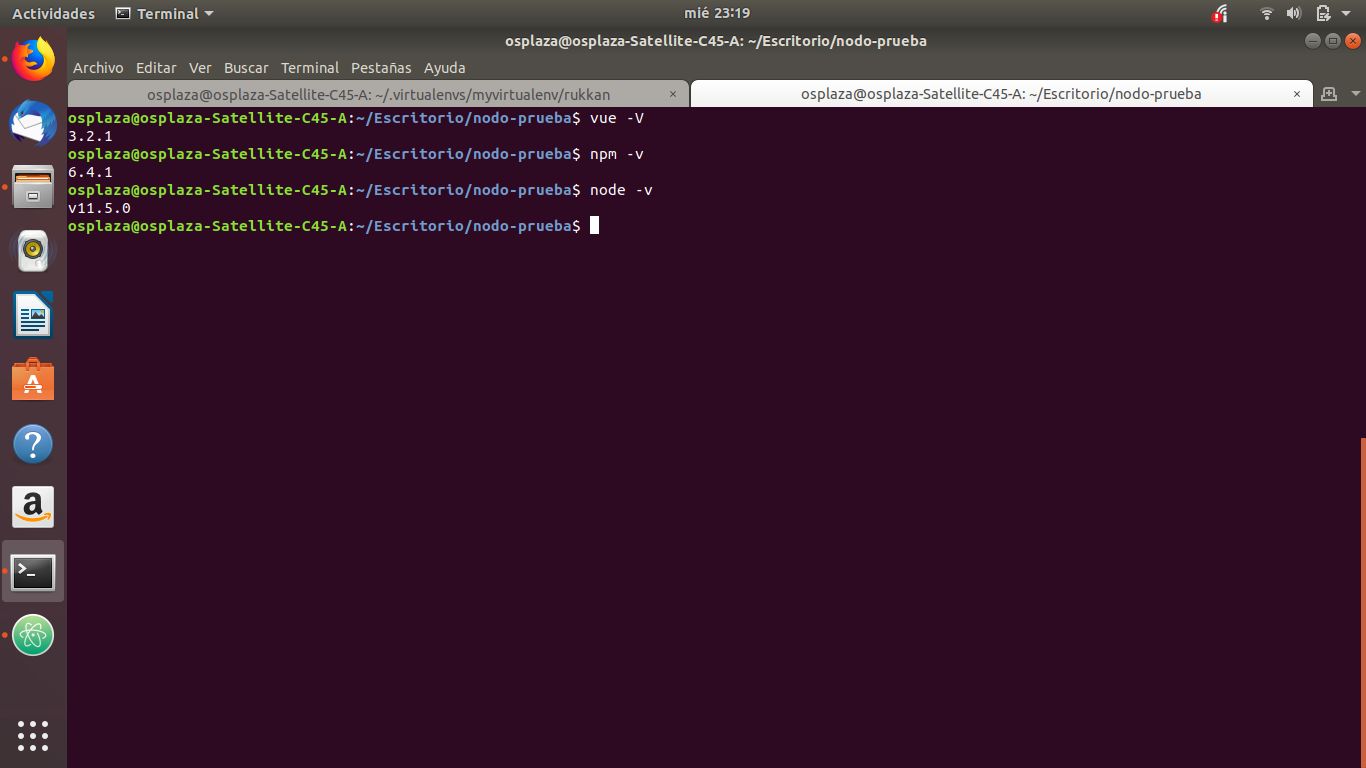 Actividades Terminal mié 23:19
osplaza@osplaza-Satellite-C45-A: ~/Escritorio/nodo-prueba
Archivo Editar Ver Buscar Terminal Pestañas Ayuda
osplaza@osplaza-Satellite-C45-A: ~/.virtualenvs/myvirtualenv/rukkan × osplaza@osplaza-Satellite-C45-A: ~/Escritorio/nodo-prueba ×
osplaza@osplaza-Satellite-C45-A:~/Escritorio/nodo-prueba$ vue -V
3.2.1
osplaza@osplaza-Satellite-C45-A:~/Escritorio/nodo-prueba$ npm -v
6.4.1
osplaza@osplaza-Satellite-C45-A:~/Escritorio/nodo-prueba$ node -v
v11.5.0
osplaza@osplaza-Satellite-C45-A:~/Escritorio/nodo-prueba$